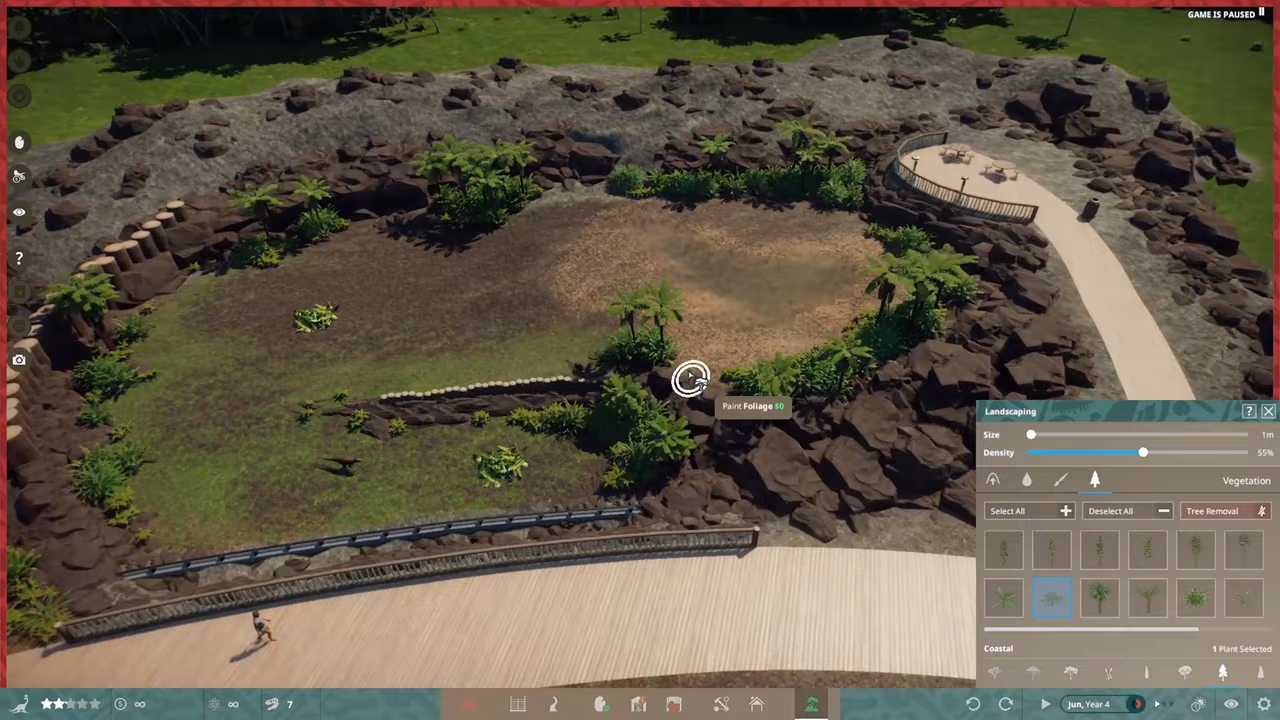 GAME IS PAUSED
?
Paint Foliage $0
Landscaping
?
Size 1m
Density 55%
Vegetation
Select All
Deselect All
Tree Removal
Coastal
1 Plant Selected
$ ∞
∞
7
Jun, Year 4